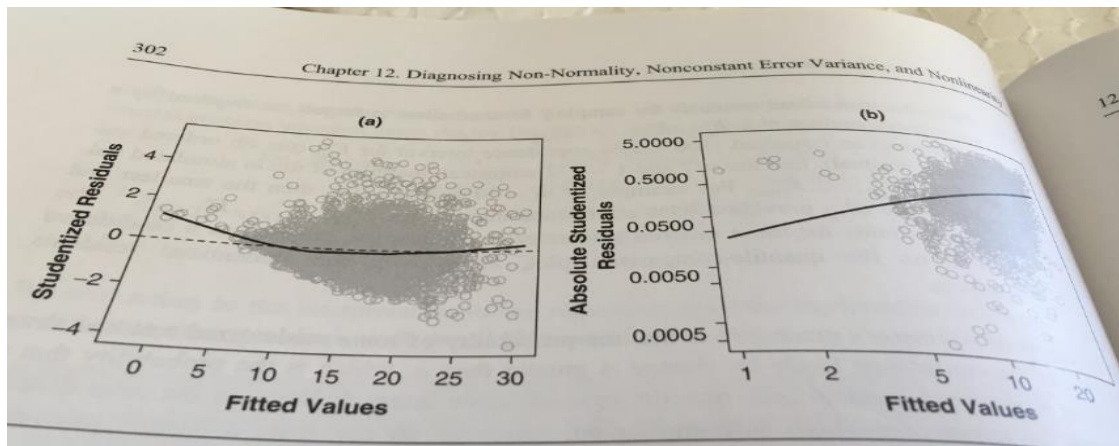 302
Chapter 12. Diagnosing Non-Normality, Nonconstant Error Variance, and Nonlinearity
12
(a)
Studentized Residuals
4
2
0
−2
−4
0 5 10 15 20 25 30
Fitted Values
(b)
Absolute Studentized
Residuals
5.0000
0.5000
0.0500
0.0050
0.0005
1 2 5 10 20
Fitted Values